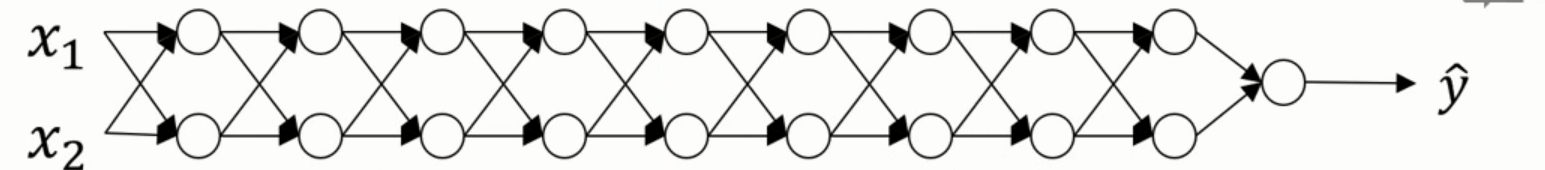 x₁
x₂
ŷ